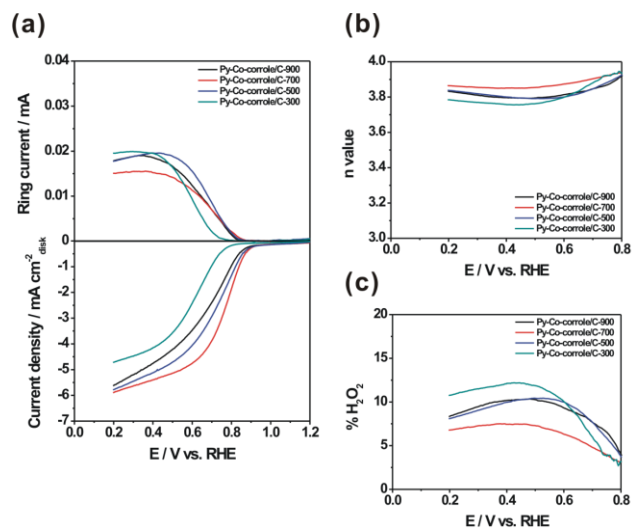 (a)
Py-Co-corrole/C-900
Py-Co-corrole/C-700
Py-Co-corrole/C-500
Py-Co-corrole/C-300
Ring current / mA
0.04
0.03
0.02
0.01
0
Current density / mA cm⁻²disk
-1
-2
-3
-4
-5
-6
-7
0.0 0.2 0.4 0.6 0.8 1.0 1.2
E / V vs. RHE
(b)
n value
4.0
3.8
3.6
3.4
3.2
3.0
Py-Co-corrole/C-900
Py-Co-corrole/C-700
Py-Co-corrole/C-500
Py-Co-corrole/C-300
0.0 0.2 0.4 0.6 0.8
E / V vs. RHE
(c)
Py-Co-corrole/C-900
Py-Co-corrole/C-700
Py-Co-corrole/C-500
Py-Co-corrole/C-300
% H₂O₂
20
15
10
5
0
0.0 0.2 0.4 0.6 0.8
E / V vs. RHE